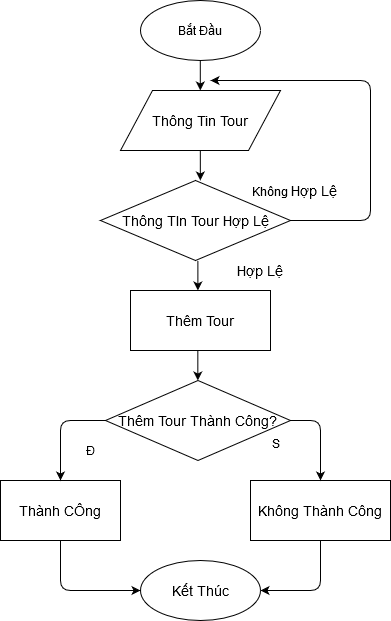 Bắt Đầu
Thông Tin Tour
Không Hợp Lệ
Thông TIn Tour Hợp Lệ
Hợp Lệ
Thêm Tour
Thêm Tour Thành Công?
Đ
S
Thành CÔng
Không Thành Công
Kết Thúc